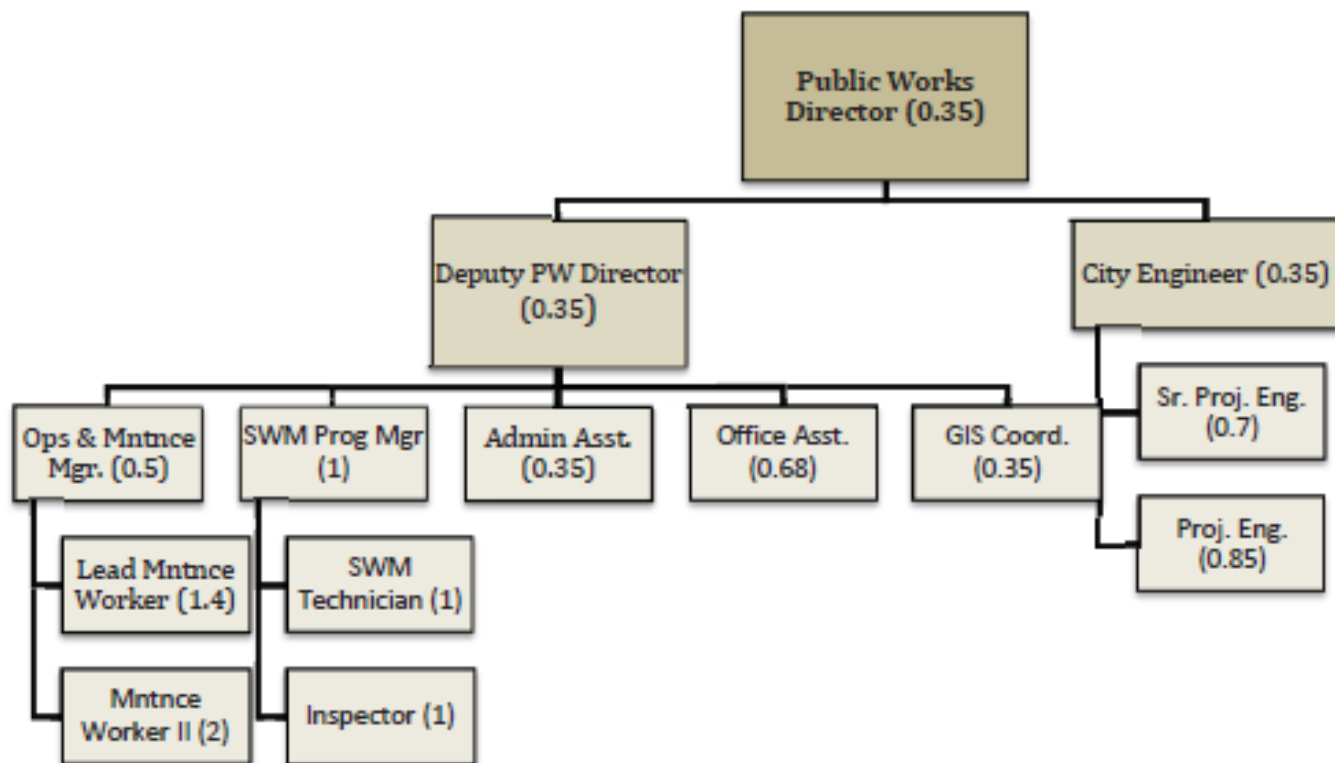 Public Works
Director (0.35)
Deputy PW Director
(0.35)
City Engineer (0.35)
Ops & Mntnce
Mgr. (0.5)
SWM Prog Mgr
(1)
Admin Asst.
(0.35)
Office Asst.
(0.68)
GIS Coord.
(0.35)
Sr. Proj. Eng.
(0.7)
Proj. Eng.
(0.85)
Lead Mntnce
Worker (1.4)
SWM
Technician (1)
Mntnce
Worker II (2)
Inspector (1)